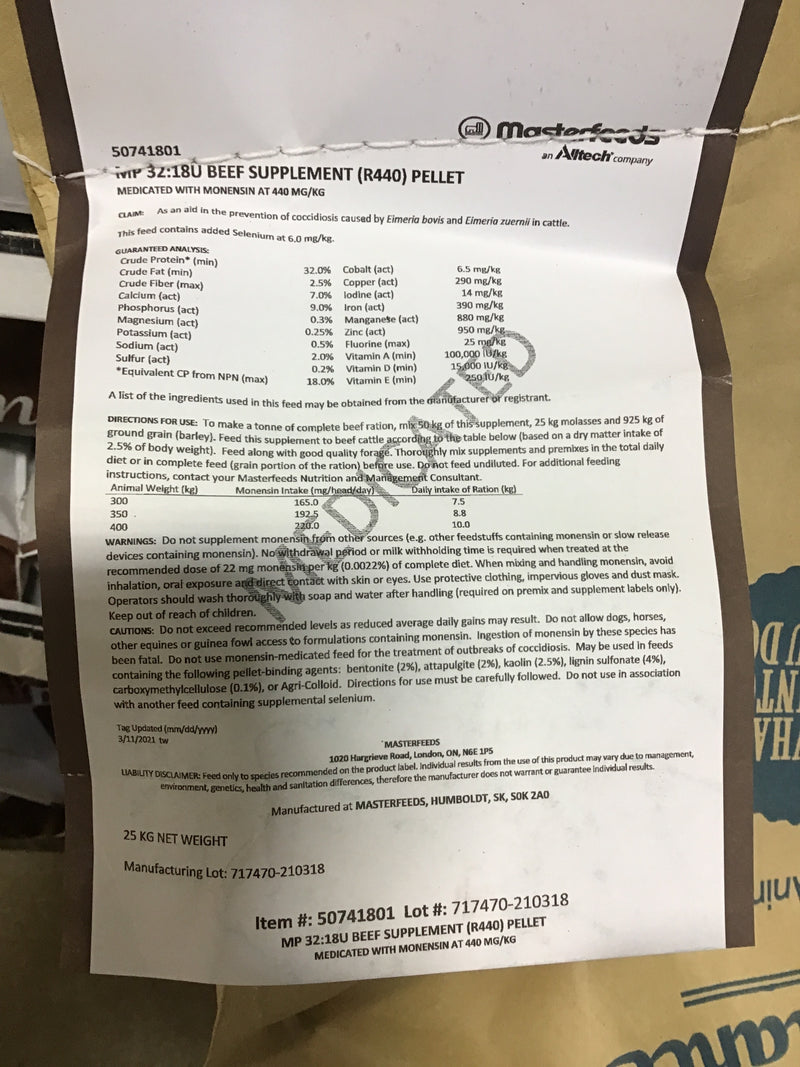 Masterfeeds
an Alltech company
50741801
MP 32:18U BEEF SUPPLEMENT (R440) PELLET
MEDICATED WITH MONENSIN AT 440 MG/KG
CLAIM: As an aid in the prevention of coccidiosis caused by Eimeria bovis and Eimeria zuernii in cattle.
This feed contains added Selenium at 6.0 mg/kg.
GUARANTEED ANALYSIS:
Crude Protein* (min) 32.0% Cobalt (act) 6.5 mg/kg
Crude Fat (min) 2.5% Copper (act) 290 mg/kg
Crude Fiber (max) 7.0% Iodine (act) 14 mg/kg
Calcium (act) 9.0% Iron (act) 390 mg/kg
Phosphorus (act) 0.3% Manganese (act) 880 mg/kg
Magnesium (act) 0.25% Zinc (act) 950 mg/kg
Potassium (act) 0.5% Fluorine (max) 25 mg/kg
Sodium (act) 2.0% Vitamin A (min) 100,000 IU/kg
Sulfur (act) 0.2% Vitamin D (min) 15,000 IU/kg
*Equivalent CP from NPN (max) 18.0% Vitamin E (min) 250 IU/kg
A list of the ingredients used in this feed may be obtained from the manufacturer or registrant.
MEDICATED
DIRECTIONS FOR USE: To make a tonne of complete beef ration, mix 50 kg of this supplement, 25 kg molasses and 925 kg of
ground grain (barley). Feed this supplement to beef cattle according to the table below (based on a dry matter intake of
2.5% of body weight). Feed along with good quality forage. Thoroughly mix supplements and premixes in the total daily
diet or in complete feed (grain portion of the ration) before use. Do not feed undiluted. For additional feeding
instructions, contact your Masterfeeds Nutrition and Management Consultant.
Animal Weight (kg) Monensin Intake (mg/head/day) Daily intake of Ration (kg)
300 165.0 7.5
350 192.5 8.8
400 220.0 10.0
WARNINGS: Do not supplement monensin from other sources (e.g. other feedstuffs containing monensin or slow release
devices containing monensin). No withdrawal period or milk withholding time is required when treated at the
recommended dose of 22 mg monensin per kg (0.0022%) of complete diet. When mixing and handling monensin, avoid
inhalation, oral exposure and direct contact with skin or eyes. Use protective clothing, impervious gloves and dust mask.
Operators should wash thoroughly with soap and water after handling (required on premix and supplement labels only).
Keep out of reach of children.
CAUTIONS: Do not exceed recommended levels as reduced average daily gains may result. Do not allow dogs, horses,
other equines or guinea fowl access to formulations containing monensin. Ingestion of monensin by these species has
been fatal. Do not use monensin-medicated feed for the treatment of outbreaks of coccidiosis. May be used in feeds
containing the following pellet-binding agents: bentonite (2%), attapulgite (2%), kaolin (2.5%), lignin sulfonate (4%),
carboxymethylcellulose (0.1%), or Agri-Colloid. Directions for use must be carefully followed. Do not use in association
with another feed containing supplemental selenium.
Tag Updated (mm/dd/yyyy)
3/11/2021 tw
MASTERFEEDS
1020 Hargrieve Road, London, ON, N6E 1P5
LIABILITY DISCLAIMER: Feed only to species recommended on the product label. Individual results from the use of this product may vary due to management,
environment, genetics, health and sanitation differences, therefore the manufacturer does not warrant or guarantee individual results.
Manufactured at MASTERFEEDS, HUMBOLDT, SK, S0K 2A0
25 KG NET WEIGHT
Manufacturing Lot: 717470-210318
Item #: 50741801 Lot #: 717470-210318
MP 32:18U BEEF SUPPLEMENT (R440) PELLET
MEDICATED WITH MONENSIN AT 440 MG/KG